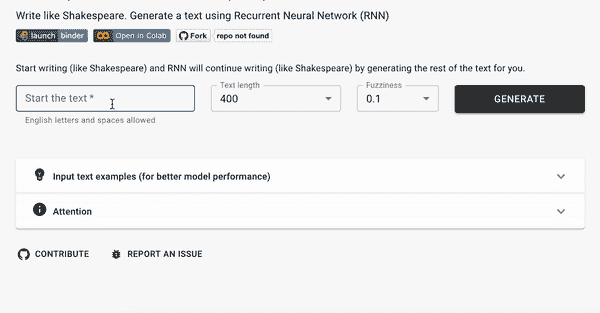 Write like Shakespeare. Generate a text using Recurrent Neural Network (RNN)
launch binder Open in Colab Fork repo not found
Start writing (like Shakespeare) and RNN will continue writing (like Shakespeare) by generating the rest of the text for you.
Text length Fuzziness
Start the text * 400 0.1 GENERATE
English letters and spaces allowed
Input text examples (for better model performance)
Attention
CONTRIBUTE REPORT AN ISSUE